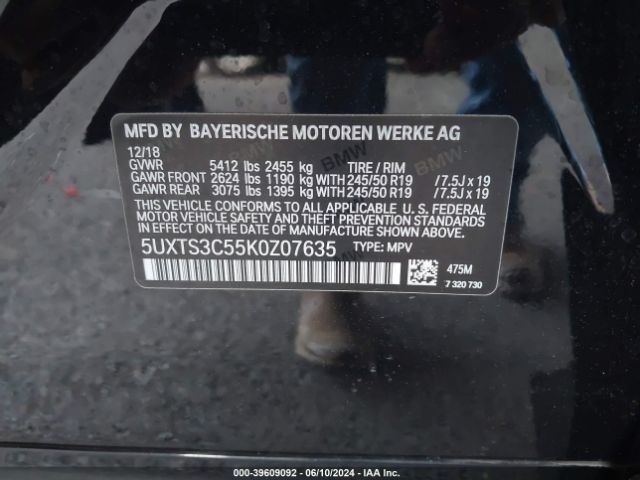 MFD BY BAYERISCHE MOTOREN WERKE AG
12/18
GVWR 5412 lbs 2455 kg TIRE / RIM
GAWR FRONT 2624 lbs 1190 kg WITH 245/50 R19 /7.5J x 19
GAWR REAR 3075 lbs 1395 kg WITH 245/50 R19 /7.5J x 19
THIS VEHICLE CONFORMS TO ALL APPLICABLE U.S. FEDERAL
MOTOR VEHICLE SAFETY AND THEFT PREVENTION STANDARDS
IN EFFECT ON THE DATE OF MANUFACTURE SHOWN ABOVE.
5UXTS3C55K0Z07635 TYPE: MPV
475M
7 320 730
BMW
BMW
BMW
BMW
000-39609092 - 06/10/2024 - IAA Inc.